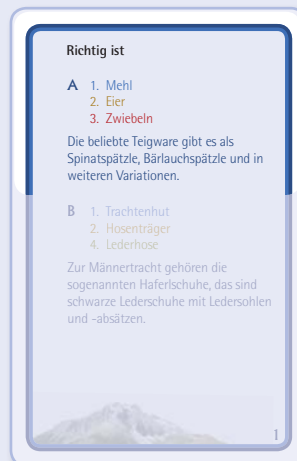 Richtig ist
A 1. Mehl
2. Eier
3. Zwiebeln
Die beliebte Teigware gibt es als
Spinatspätzle, Bärlauchspätzle und in
weiteren Variationen.
B 1. Trachtenhut
2. Hosenträger
4. Lederhose
Zur Männertracht gehören die
sogenannten Haferlschuhe, das sind
schwarze Lederschuhe mit Ledersohlen
und -absätzen.
1